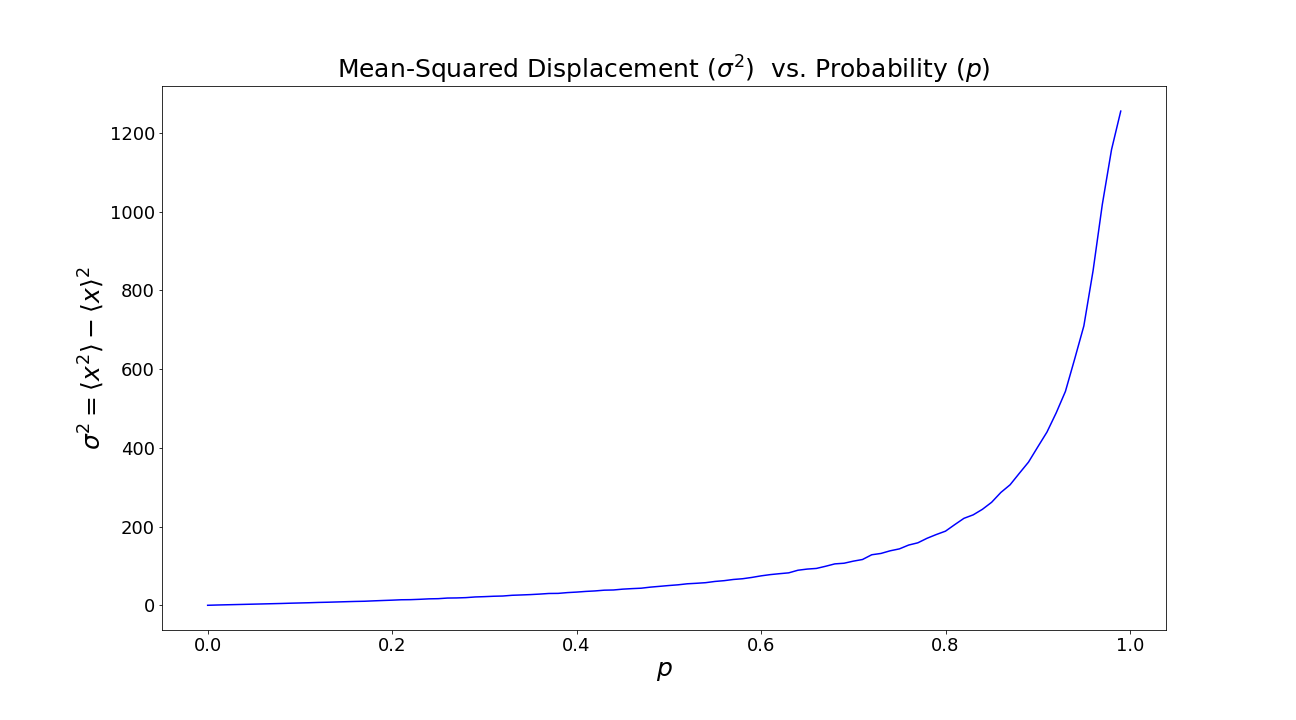 Mean-Squared Displacement (σ²) vs. Probability (p)
σ² = ⟨x²⟩ − ⟨x⟩²
1200
1000
800
600
400
200
0
0.0 0.2 0.4 0.6 0.8 1.0
p